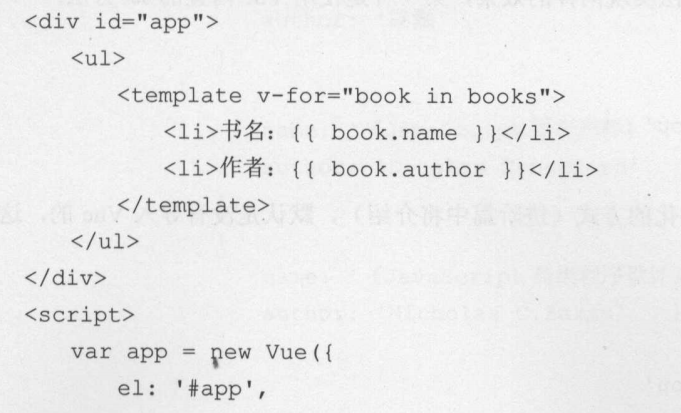 <div id="app">
<ul>
<template v-for="book in books">
<li>书名：{{ book.name }}</li>
<li>作者：{{ book.author }}</li>
</template>
</ul>
</div>
<script>
var app = new Vue({
el: '#app',